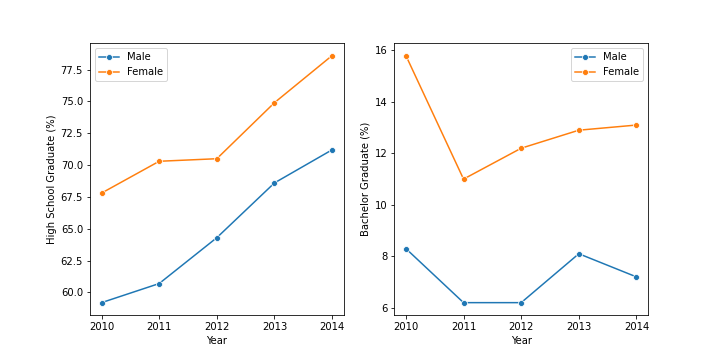 Male
Female
77.5
75.0
72.5
70.0
67.5
65.0
62.5
60.0
High School Graduate (%)
2010 2011 2012 2013 2014
Year
Male
Female
16
14
12
10
8
6
Bachelor Graduate (%)
2010 2011 2012 2013 2014
Year